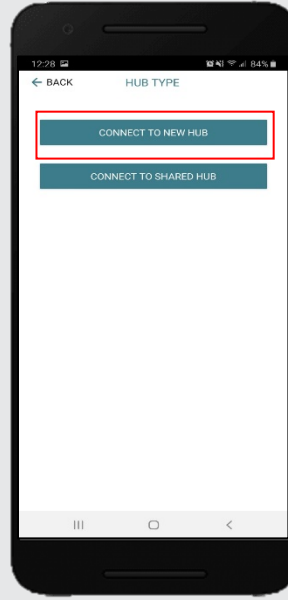 12:28 84%
← BACK HUB TYPE
CONNECT TO NEW HUB
CONNECT TO SHARED HUB